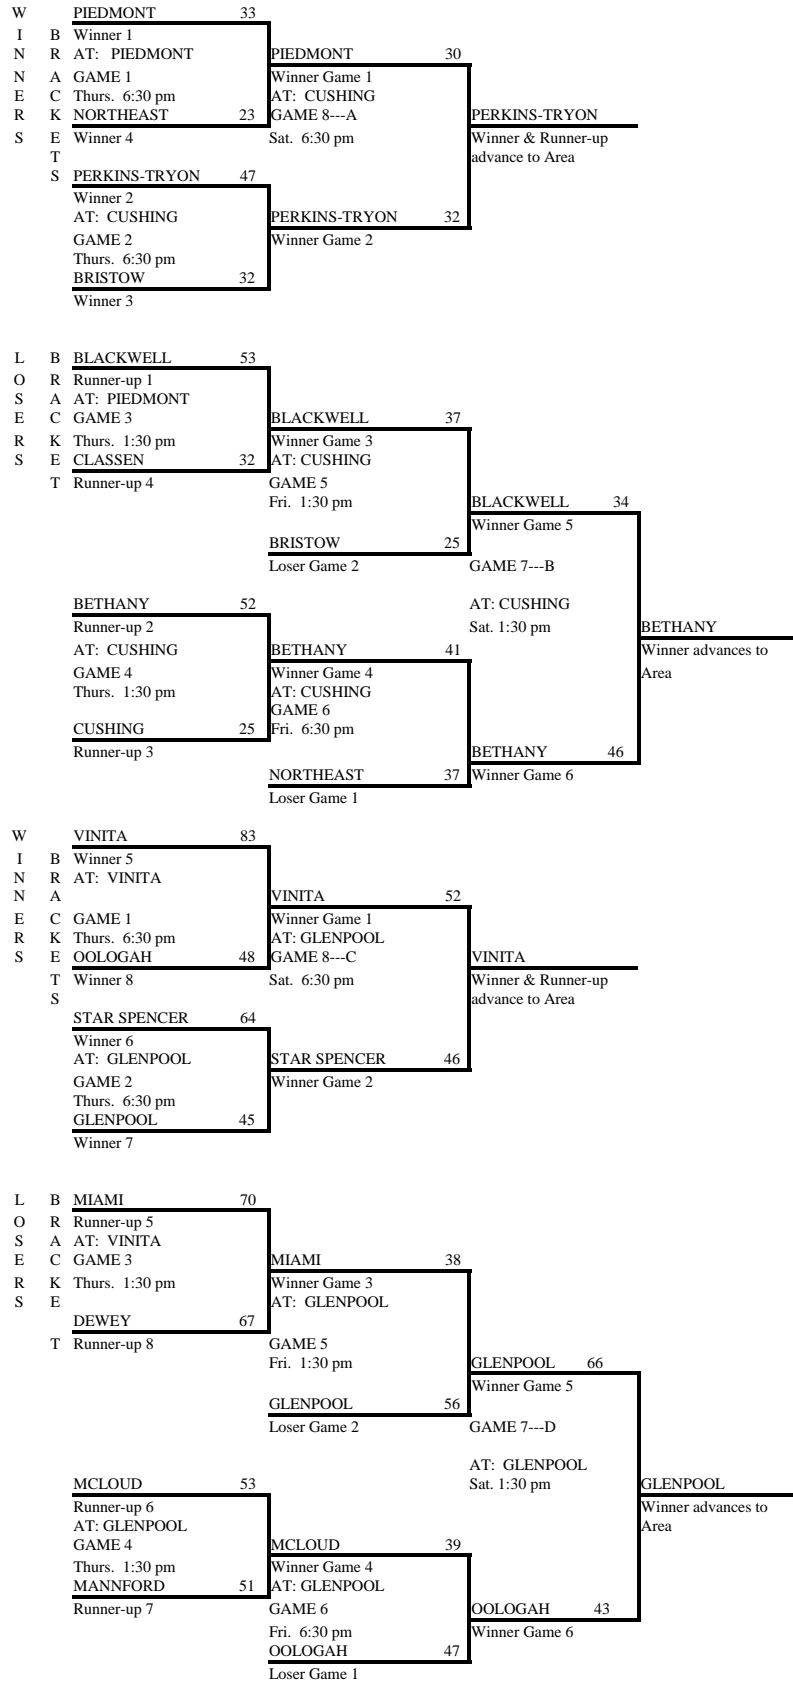 W PIEDMONT 33
I B Winner 1
N R AT: PIEDMONT PIEDMONT 30
N A GAME 1 Winner Game 1
E C Thurs. 6:30 pm AT: CUSHING
R K NORTHEAST 23 GAME 8---A PERKINS-TRYON
S E Winner 4 Sat. 6:30 pm Winner & Runner-up
T advance to Area
S PERKINS-TRYON 47
Winner 2
AT: CUSHING PERKINS-TRYON 32
GAME 2 Winner Game 2
Thurs. 6:30 pm
BRISTOW 32
Winner 3
L B BLACKWELL 53
O R Runner-up 1
S A AT: PIEDMONT
E C GAME 3 BLACKWELL 37
R K Thurs. 1:30 pm Winner Game 3
S E CLASSEN 32 AT: CUSHING
T Runner-up 4 GAME 5
Fri. 1:30 pm BLACKWELL 34
Winner Game 5
BRISTOW 25
Loser Game 2 GAME 7---B
BETHANY 52 AT: CUSHING
Runner-up 2 Sat. 1:30 pm BETHANY
AT: CUSHING BETHANY 41 Winner advances to
GAME 4 Winner Game 4 Area
Thurs. 1:30 pm AT: CUSHING
GAME 6
CUSHING 25 Fri. 6:30 pm
Runner-up 3 BETHANY 46
NORTHEAST 37 Winner Game 6
Loser Game 1
W VINITA 83
I B Winner 5
N R AT: VINITA
N A VINITA 52
E C GAME 1 Winner Game 1
R K Thurs. 6:30 pm AT: GLENPOOL
S E OOLOGAH 48 GAME 8---C VINITA
T Winner 8 Sat. 6:30 pm Winner & Runner-up
S advance to Area
STAR SPENCER 64
Winner 6
AT: GLENPOOL STAR SPENCER 46
GAME 2 Winner Game 2
Thurs. 6:30 pm
GLENPOOL 45
Winner 7
L B MIAMI 70
O R Runner-up 5
S A AT: VINITA
E C GAME 3 MIAMI 38
R K Thurs. 1:30 pm Winner Game 3
S E AT: GLENPOOL
DEWEY 67
T Runner-up 8 GAME 5
Fri. 1:30 pm GLENPOOL 66
Winner Game 5
GLENPOOL 56
Loser Game 2 GAME 7---D
AT: GLENPOOL
MCLOUD 53 Sat. 1:30 pm GLENPOOL
Runner-up 6 Winner advances to
AT: GLENPOOL Area
GAME 4 MCLOUD 39
Thurs. 1:30 pm Winner Game 4
MANNFORD 51 AT: GLENPOOL
Runner-up 7 GAME 6 OOLOGAH 43
Fri. 6:30 pm Winner Game 6
OOLOGAH 47
Loser Game 1